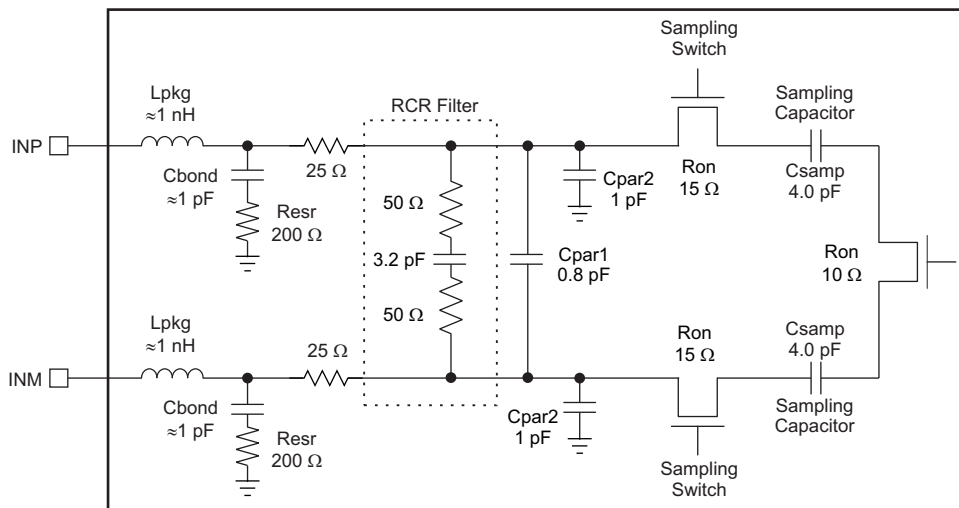 Sampling
Switch
Lpkg
≈1 nH
RCR Filter
Sampling
Capacitor
INP
25 Ω
Cbond
≈1 pF
Resr
200 Ω
50 Ω
Cpar2
1 pF
Ron
15 Ω
Csamp
4.0 pF
3.2 pF
Cpar1
0.8 pF
Ron
10 Ω
50 Ω
Lpkg
≈1 nH
25 Ω
Ron
15 Ω
Csamp
4.0 pF
INM
Cbond
≈1 pF
Resr
200 Ω
Cpar2
1 pF
Sampling
Capacitor
Sampling
Switch